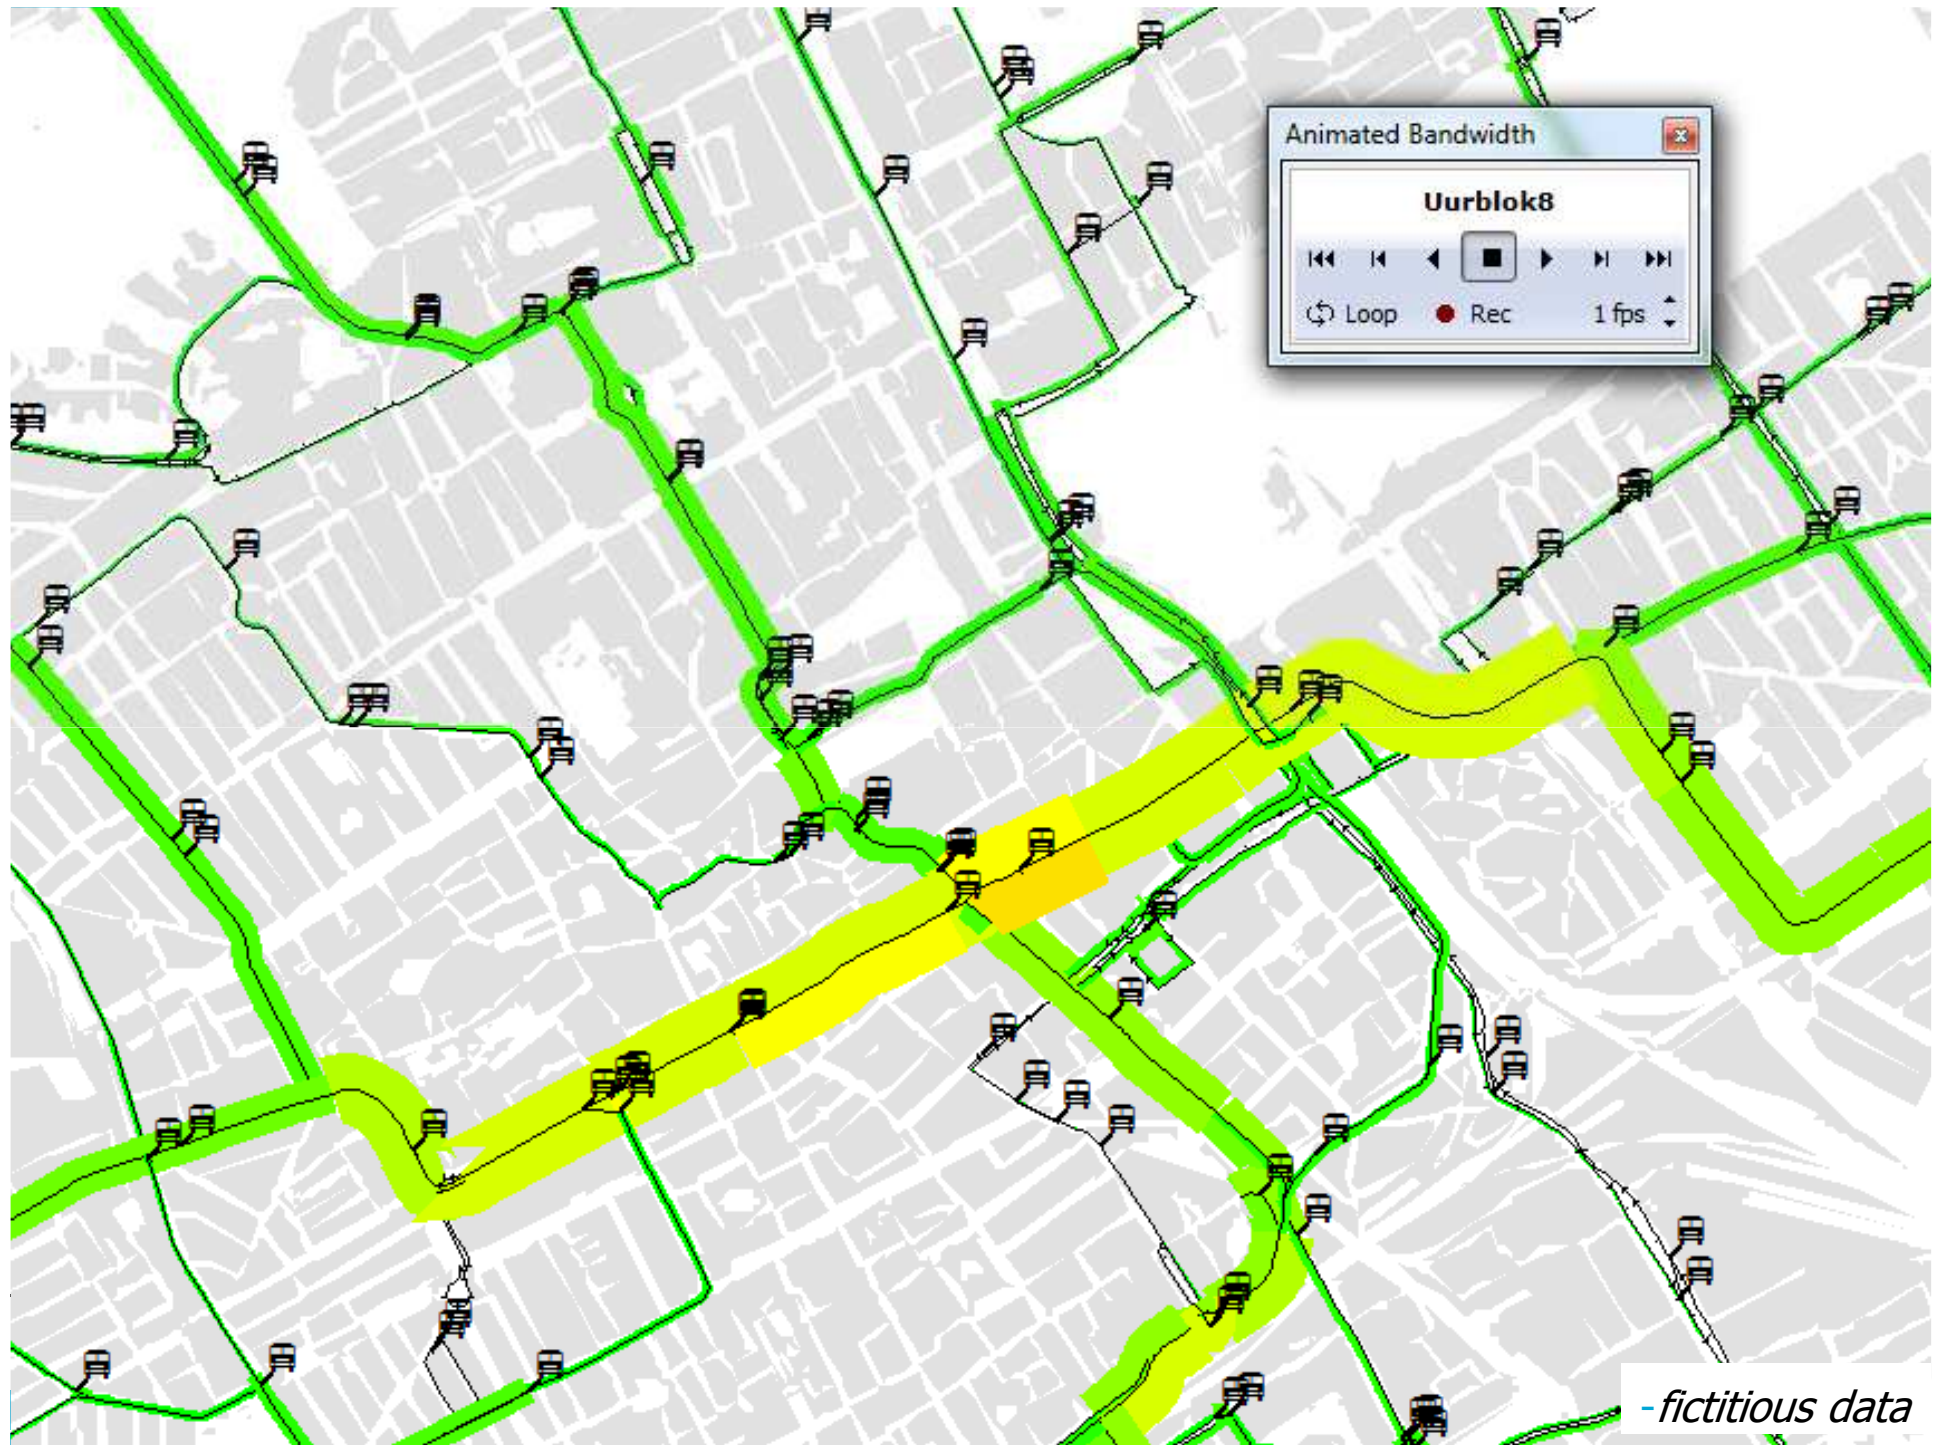 Animated Bandwidth
Uurblok8
Loop Rec 1 fps
-fictitious data